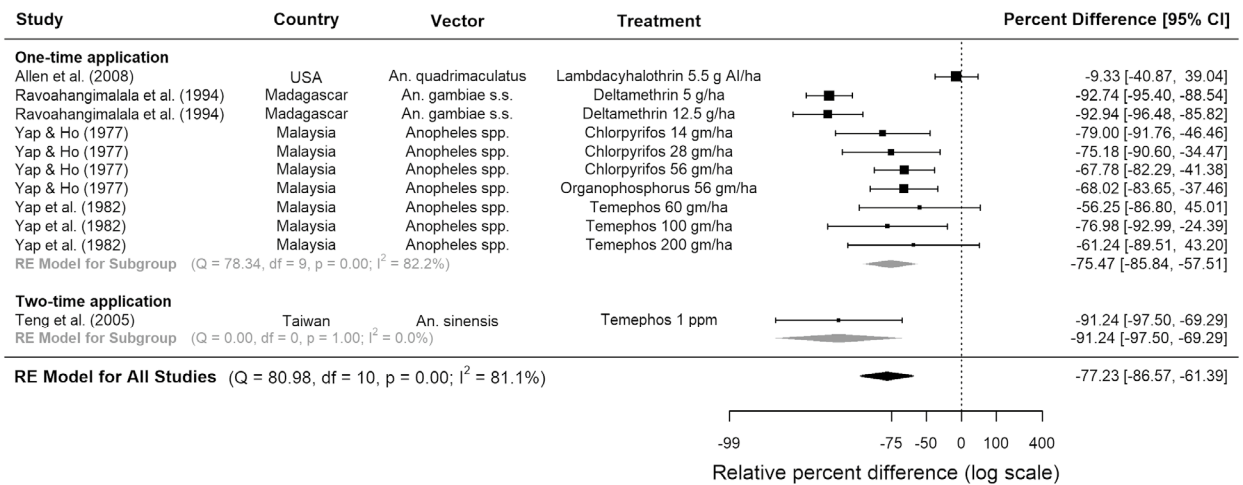 Study Country Vector Treatment Percent Difference [95% CI]
One-time application
Allen et al. (2008) USA An. quadrimaculatus Lambdacyhalothrin 5.5 g AI/ha -9.33 [-40.87, 39.04]
Ravoahangimalala et al. (1994) Madagascar An. gambiae s.s. Deltamethrin 5 g/ha -92.74 [-95.40, -88.54]
Ravoahangimalala et al. (1994) Madagascar An. gambiae s.s. Deltamethrin 12.5 g/ha -92.94 [-96.48, -85.82]
Yap & Ho (1977) Malaysia Anopheles spp. Chlorpyrifos 14 gm/ha -79.00 [-91.76, -46.46]
Yap & Ho (1977) Malaysia Anopheles spp. Chlorpyrifos 28 gm/ha -75.18 [-90.60, -34.47]
Yap & Ho (1977) Malaysia Anopheles spp. Chlorpyrifos 56 gm/ha -67.78 [-82.29, -41.38]
Yap & Ho (1977) Malaysia Anopheles spp. Organophosphorus 56 gm/ha -68.02 [-83.65, -37.46]
Yap et al. (1982) Malaysia Anopheles spp. Temephos 60 gm/ha -56.25 [-86.80, 45.01]
Yap et al. (1982) Malaysia Anopheles spp. Temephos 100 gm/ha -76.98 [-92.99, -24.39]
Yap et al. (1982) Malaysia Anopheles spp. Temephos 200 gm/ha -61.24 [-89.51, 43.20]
RE Model for Subgroup (Q = 78.34, df = 9, p = 0.00; I² = 82.2%) -75.47 [-85.84, -57.51]
Two-time application
Teng et al. (2005) Taiwan An. sinensis Temephos 1 ppm -91.24 [-97.50, -69.29]
RE Model for Subgroup (Q = 0.00, df = 0, p = 1.00; I² = 0.0%) -91.24 [-97.50, -69.29]
RE Model for All Studies (Q = 80.98, df = 10, p = 0.00; I² = 81.1%) -77.23 [-86.57, -61.39]
-99 -75 -50 0 100 400
Relative percent difference (log scale)